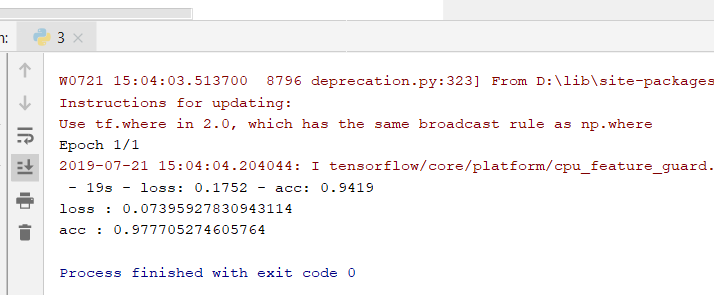 n:
3
W0721 15:04:03.513700 8796 deprecation.py:323] From D:\lib\site-packages
Instructions for updating:
Use tf.where in 2.0, which has the same broadcast rule as np.where
Epoch 1/1
2019-07-21 15:04:04.204044: I tensorflow/core/platform/cpu_feature_guard.
 - 19s - loss: 0.1752 - acc: 0.9419
loss : 0.07395927830943114
acc : 0.977705274605764
Process finished with exit code 0